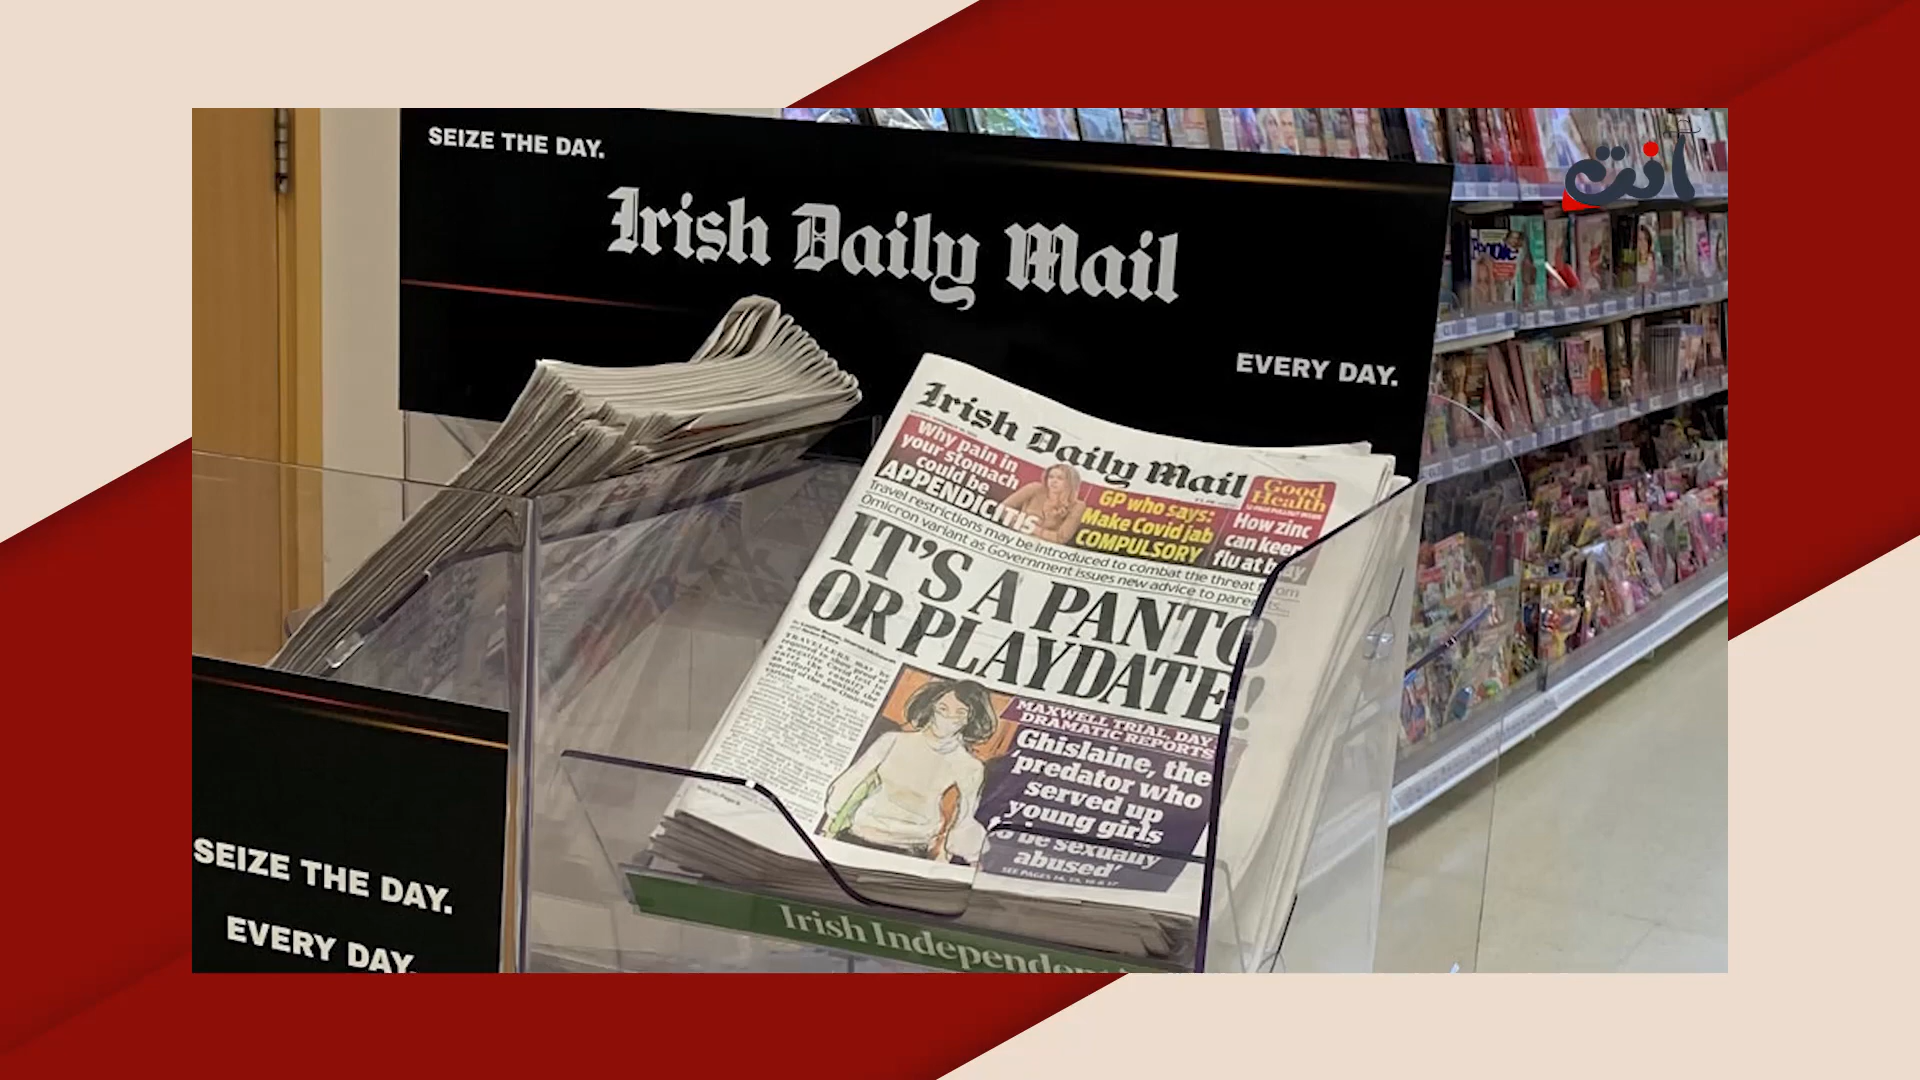 SEIZE THE DAY.
Irish Daily Mail
EVERY DAY.
انت
Irish Daily Mail
Why pain in
your stomach
could be
APPENDICITIS
GP who says:
Make Covid jab
COMPULSORY
Good
Health
How zinc
can keep
flu at bay
Travel restrictions may be introduced to combat the threat from
Omicron variant as Government issues new advice to parents...
IT'S A PANTO
OR PLAYDATE!
MAXWELL TRIAL, DAY
DRAMATIC REPORTS
Ghislaine, the
'predator who
served up
young girls
to be sexually
abused'
Irish Independent
SEIZE THE DAY.
EVERY DAY.